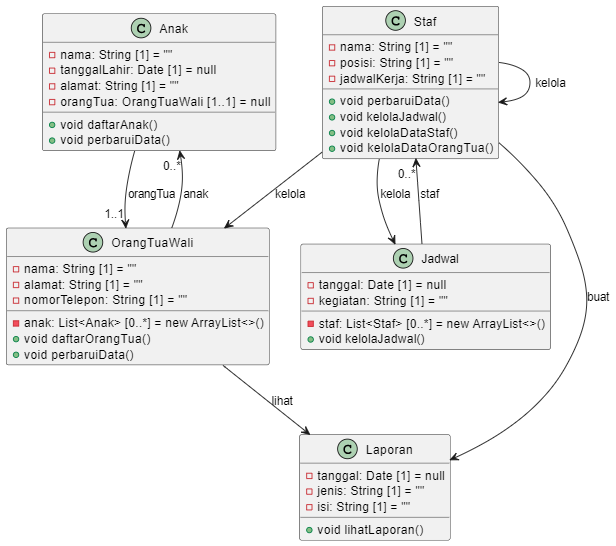 C Anak
nama: String [1] = ""
tanggalLahir: Date [1] = null
alamat: String [1] = ""
orangTua: OrangTuaWali [1..1] = null
void daftarAnak()
void perbaruiData()
C Staf
nama: String [1] = ""
posisi: String [1] = ""
jadwalKerja: String [1] = ""
void perbaruiData()
void kelolaJadwal()
void kelolaDataStaf()
void kelolaDataOrangTua()
kelola
0..*
0..*
orangTua
anak
kelola
kelola
staf
1..1
C OrangTuaWali
nama: String [1] = ""
alamat: String [1] = ""
nomorTelepon: String [1] = ""
anak: List<Anak> [0..*] = new ArrayList<>()
void daftarOrangTua()
void perbaruiData()
C Jadwal
tanggal: Date [1] = null
kegiatan: String [1] = ""
staf: List<Staf> [0..*] = new ArrayList<>()
void kelolaJadwal()
buat
lihat
C Laporan
tanggal: Date [1] = null
jenis: String [1] = ""
isi: String [1] = ""
void lihatLaporan()